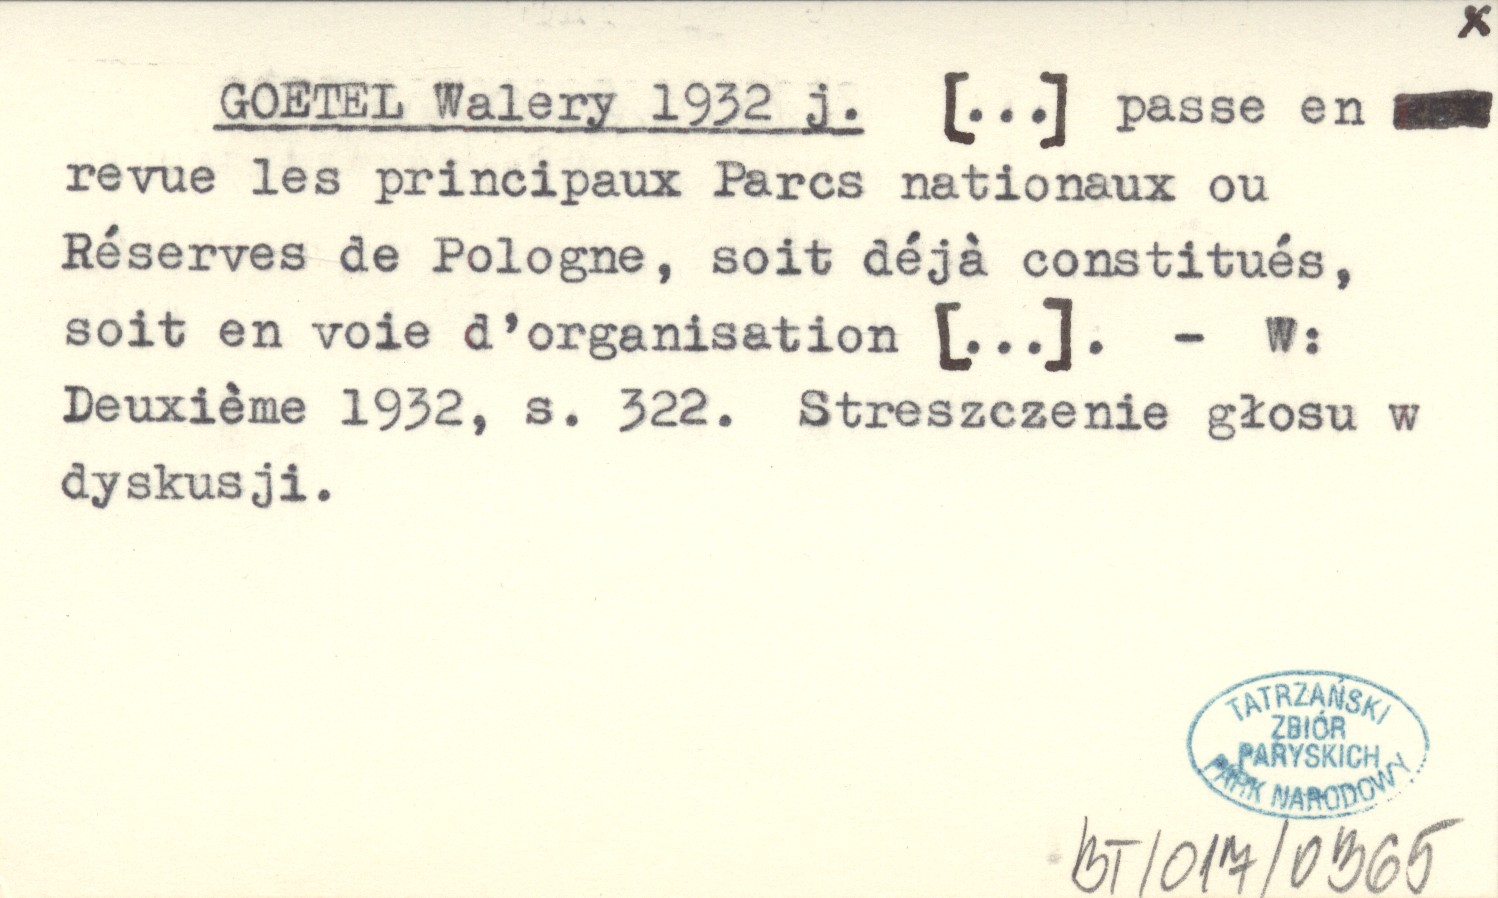 x
GOETEL Walery 1932 j. [...] passe en
revue les principaux Parcs nationaux ou
Réserves de Pologne, soit déjà constitués,
soit en voie d'organisation [...]. - W:
Deuxième 1932, s. 322. Streszczenie głosu w
dyskusji.
TATRZAŃSKI
ZBIÓR
PARYSKICH
PARK NARODOWY
BT/017/0365